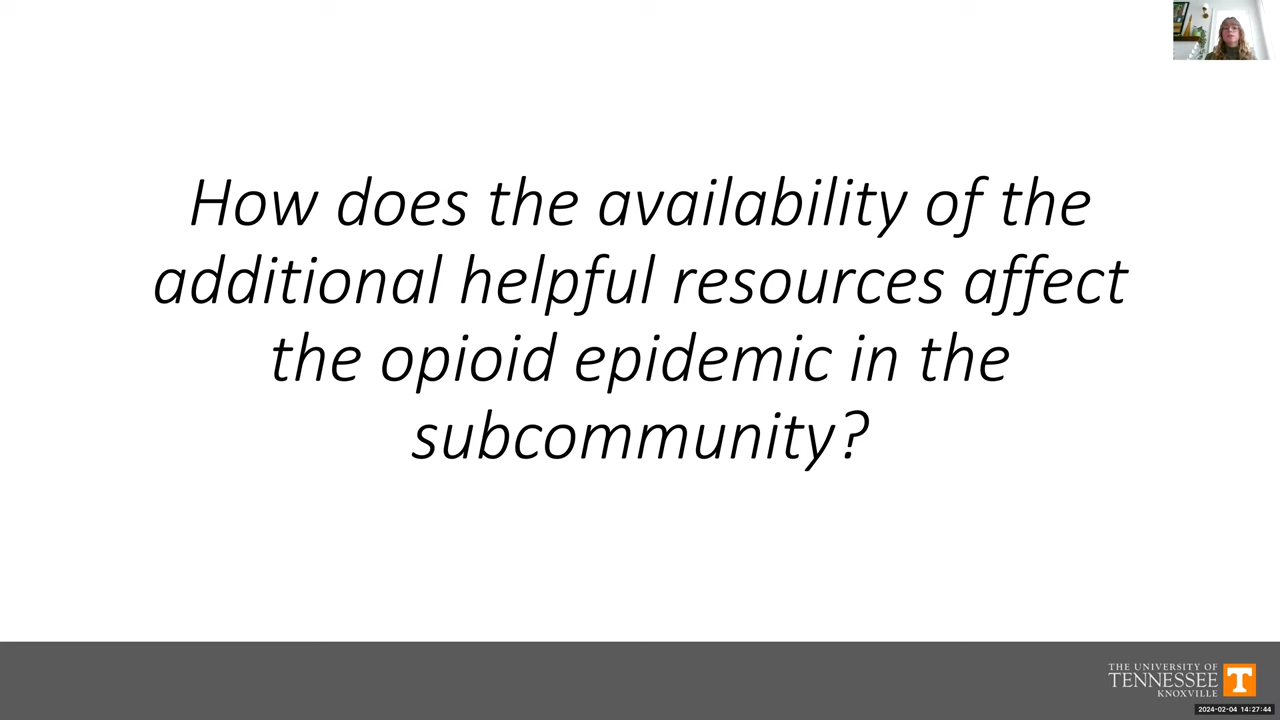 How does the availability of the
additional helpful resources affect
the opioid epidemic in the
subcommunity?
THE UNIVERSITY OF
TENNESSEE
KNOXVILLE
T
2024-02-04 14:27:44